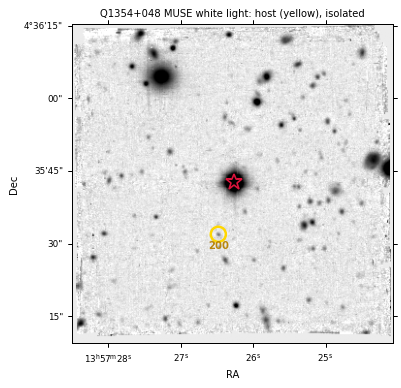 Q1354+048 MUSE white light: host (yellow), isolated
4°36'15"
00"
35'45"
30"
15"
Dec
200
13ʰ57ᵐ28ˢ
27ˢ
26ˢ
25ˢ
RA